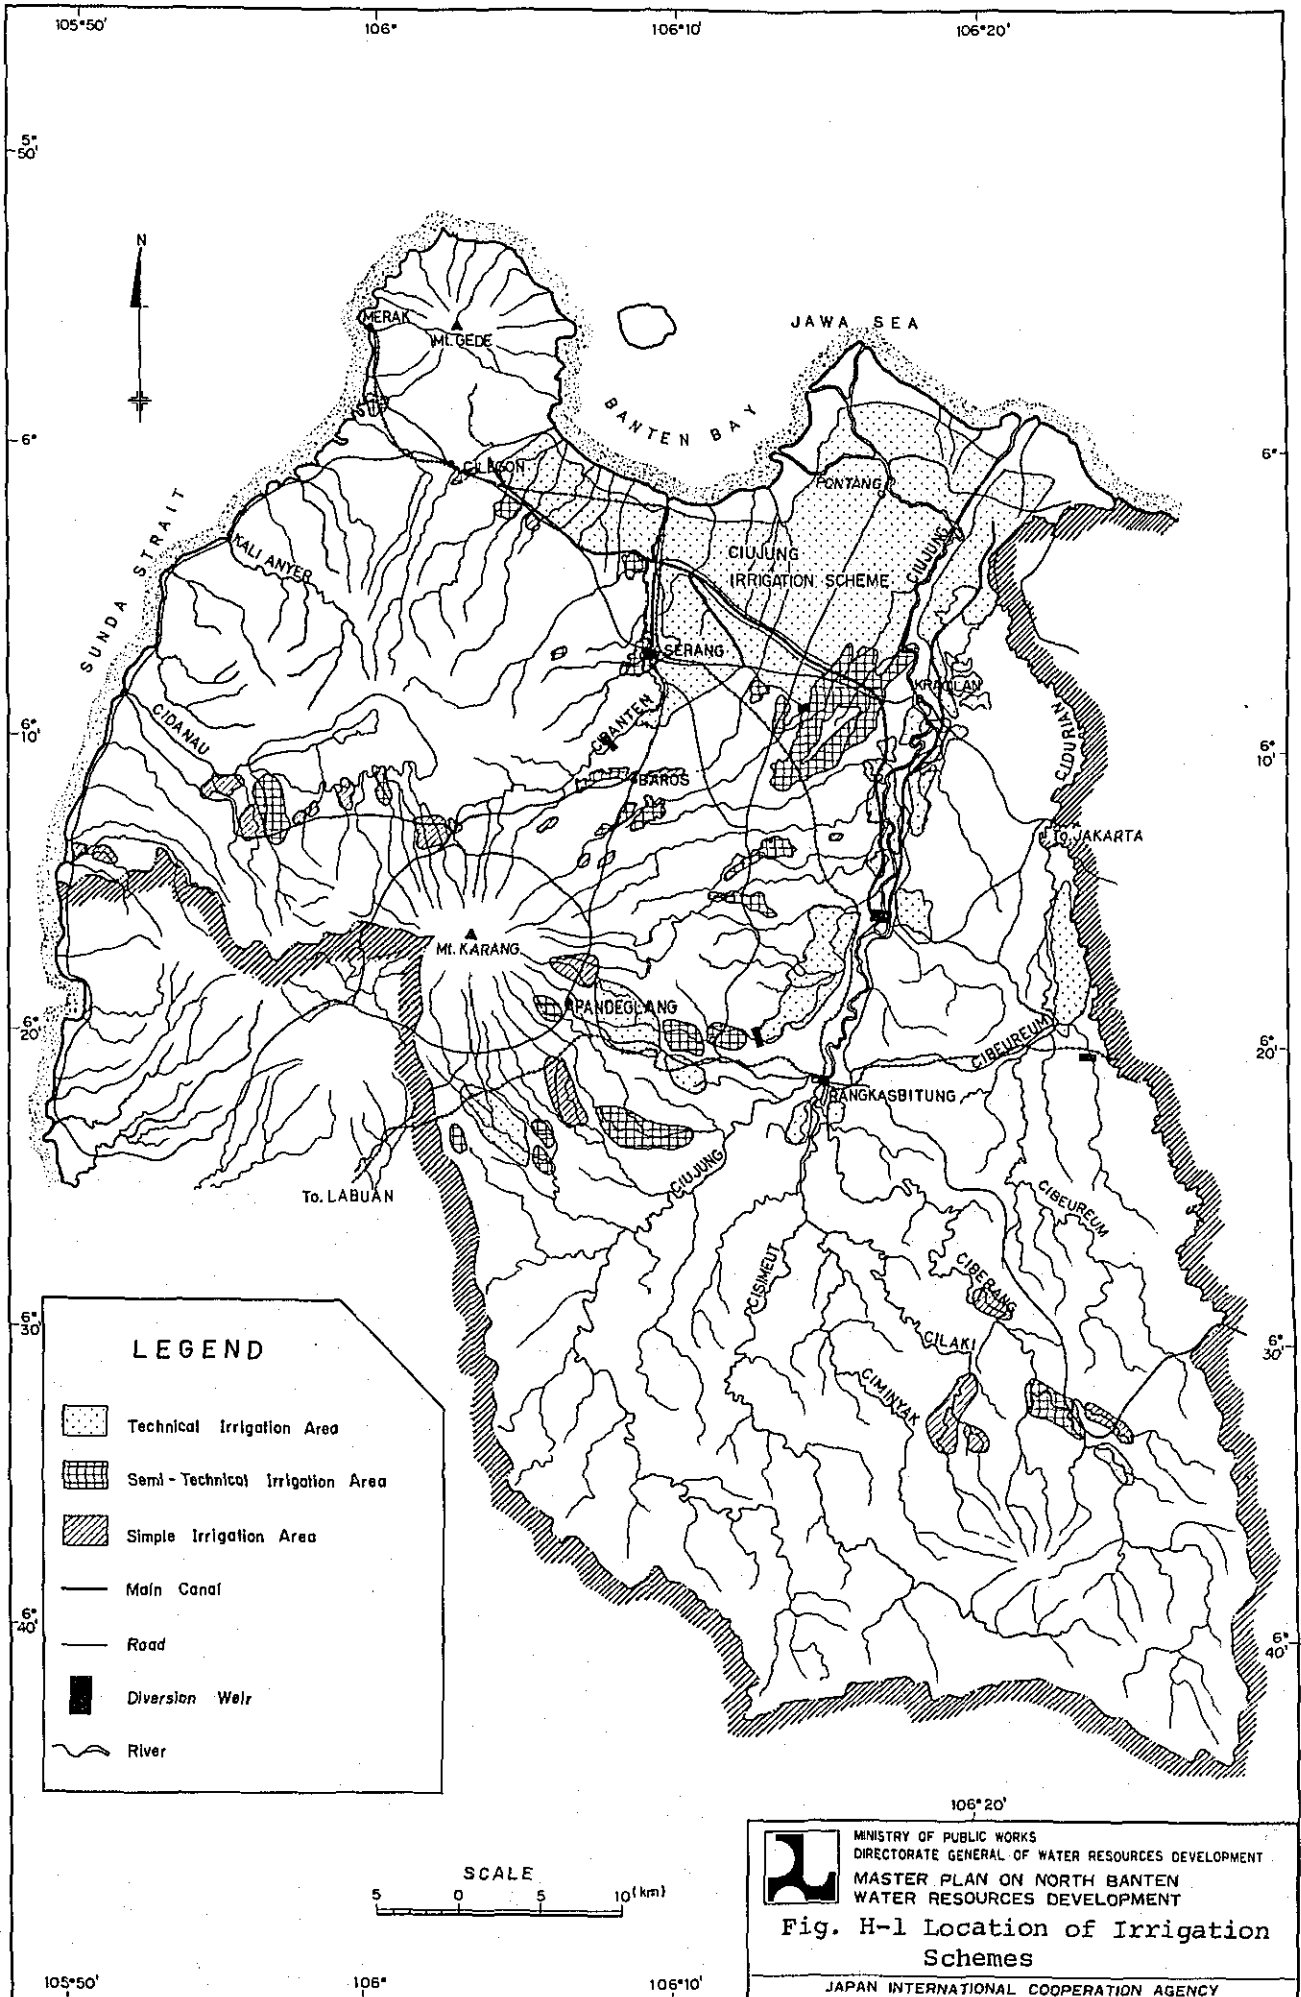 105°50'
106°
106°10'
106°20'
5°
50'
N
MERAK
Mt. GEDE
JAWA SEA
BANTEN BAY
6°
6°
CILEGON
PONTANG
SUNDA STRAIT
KALI ANYER
CIUJUNG
IRRIGATION SCHEME
CIUJUNG
SERANG
KRAGILAN
CIDANAU
CIBANTEN
CIDURIAN
6°
10'
6°
10'
BAROS
To. JAKARTA
Mt. KARANG
PANDEGLANG
6°
20'
CIBEUREUM
6°
20'
RANGKASBITUNG
CIUJUNG
To. LABUAN
CIBEUREUM
CISIMEUT
CIBERANG
6°
30'
CILAKI
6°
30'
CIMINYAK
LEGEND
Technical Irrigation Area
Semi-Technical Irrigation Area
Simple Irrigation Area
Main Canal
6°
40'
Road
6°
40'
Diversion Weir
River
106°20'
MINISTRY OF PUBLIC WORKS
DIRECTORATE GENERAL OF WATER RESOURCES DEVELOPMENT
MASTER PLAN ON NORTH BANTEN
WATER RESOURCES DEVELOPMENT
SCALE
5 0 5 10(km)
Fig. H-1 Location of Irrigation
Schemes
105°50'
106°
106°10'
JAPAN INTERNATIONAL COOPERATION AGENCY